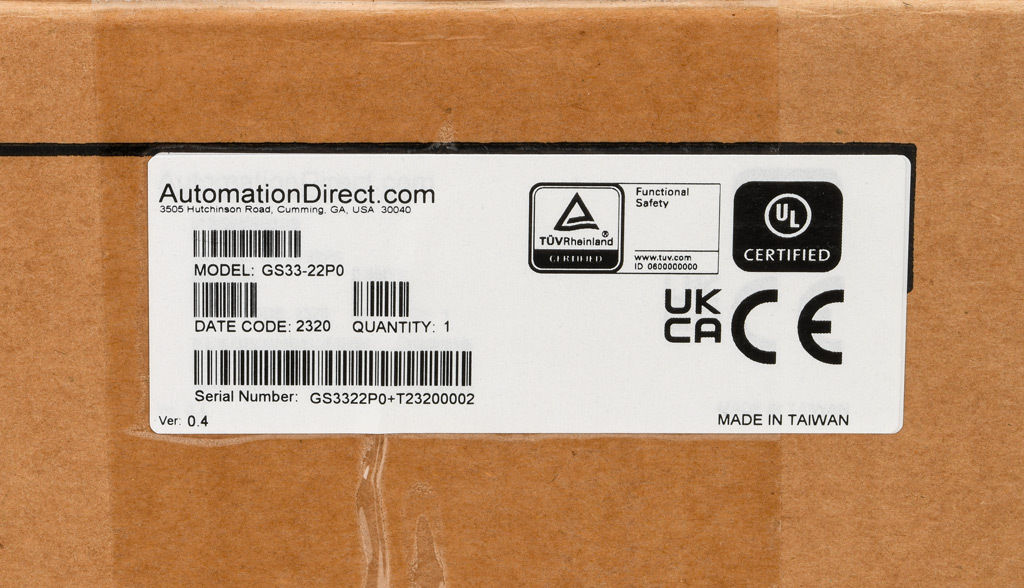 AutomationDirect.com
3505 Hutchinson Road, Cumming, GA, USA 30040
MODEL: GS33-22P0
DATE CODE: 2320 QUANTITY: 1
Serial Number: GS3322P0+T23200002
Ver: 0.4
TÜVRheinland®
CERTIFIED
Functional
Safety
www.tuv.com
ID 0600000000
UL
CERTIFIED
UK
CA
CE
MADE IN TAIWAN